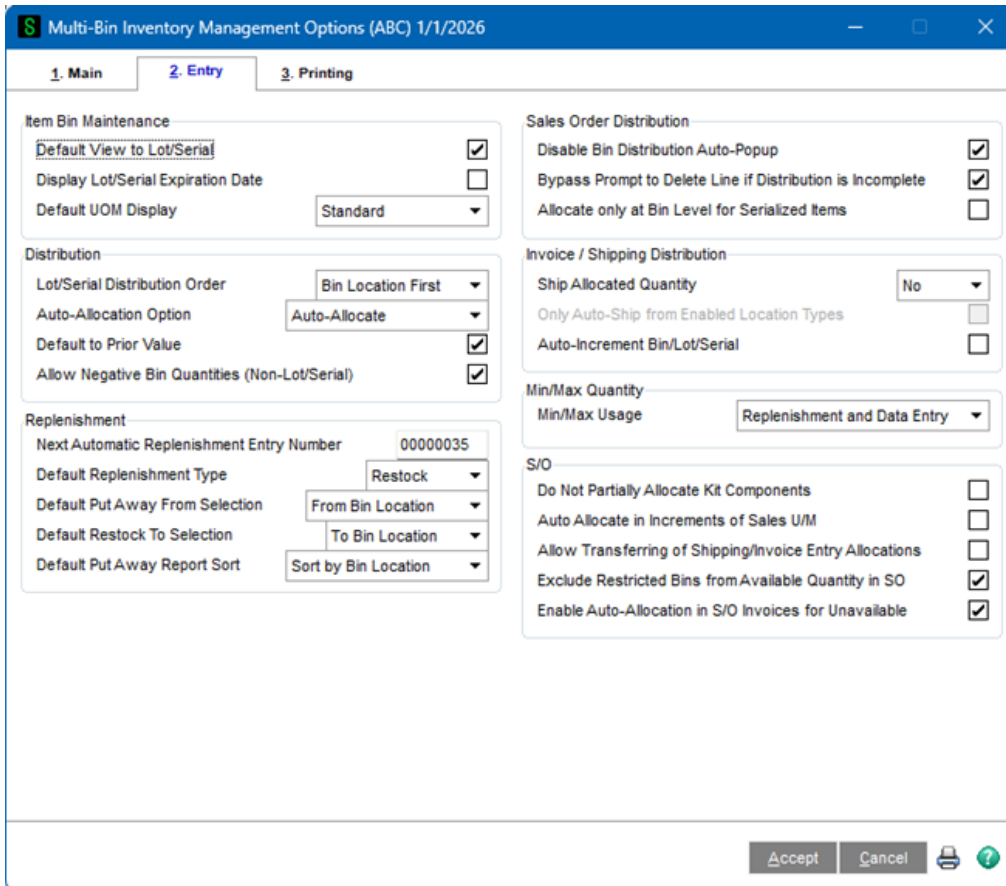 S Multi-Bin Inventory Management Options (ABC) 1/1/2026
1. Main
2. Entry
3. Printing
Item Bin Maintenance
Default View to Lot/Serial
Display Lot/Serial Expiration Date
Default UOM Display Standard
Distribution
Lot/Serial Distribution Order Bin Location First
Auto-Allocation Option Auto-Allocate
Default to Prior Value
Allow Negative Bin Quantities (Non-Lot/Serial)
Replenishment
Next Automatic Replenishment Entry Number 00000035
Default Replenishment Type Restock
Default Put Away From Selection From Bin Location
Default Restock To Selection To Bin Location
Default Put Away Report Sort Sort by Bin Location
Sales Order Distribution
Disable Bin Distribution Auto-Popup
Bypass Prompt to Delete Line if Distribution is Incomplete
Allocate only at Bin Level for Serialized Items
Invoice / Shipping Distribution
Ship Allocated Quantity No
Only Auto-Ship from Enabled Location Types
Auto-Increment Bin/Lot/Serial
Min/Max Quantity
Min/Max Usage Replenishment and Data Entry
S/O
Do Not Partially Allocate Kit Components
Auto Allocate in Increments of Sales U/M
Allow Transferring of Shipping/Invoice Entry Allocations
Exclude Restricted Bins from Available Quantity in SO
Enable Auto-Allocation in S/O Invoices for Unavailable
Accept
Cancel
?